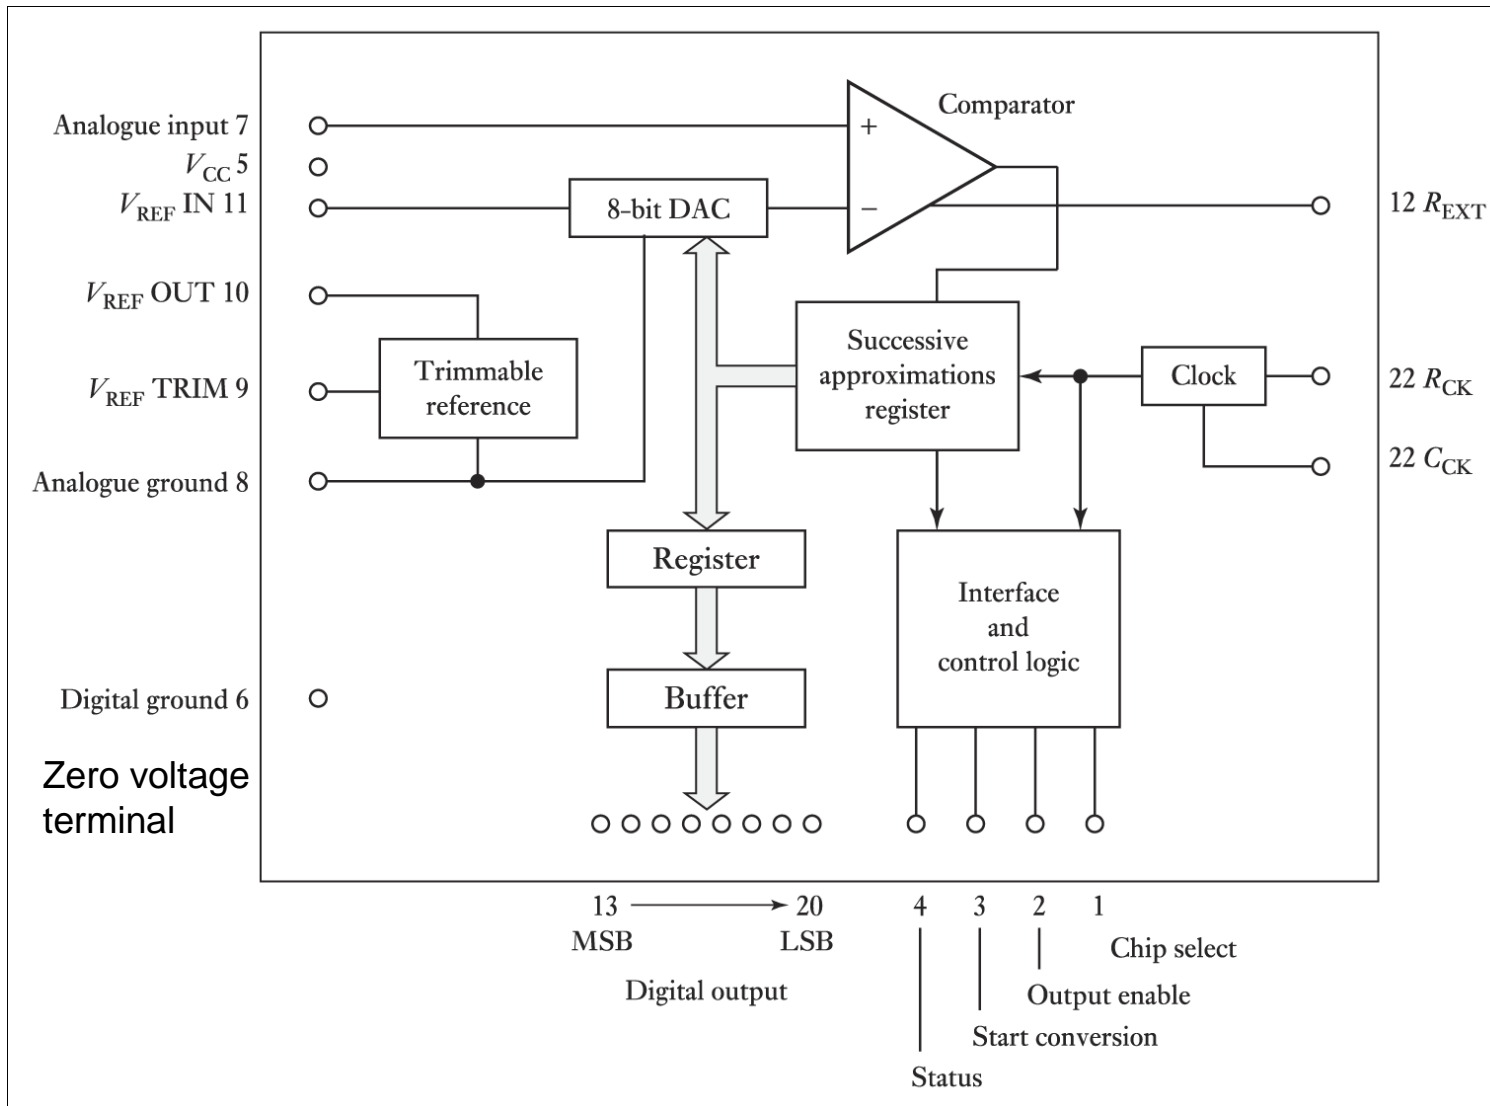 Comparator
Analogue input 7
+
VCC 5
VREF IN 11
8-bit DAC
−
12 REXT
VREF OUT 10
Successive
approximations
register
Trimmable
reference
Clock
22 RCK
VREF TRIM 9
22 CCK
Analogue ground 8
Register
Interface
and
control logic
Digital ground 6
Buffer
Zero voltage
terminal
13
20
4
3
2
1
MSB
LSB
Chip select
Digital output
Output enable
Start conversion
Status